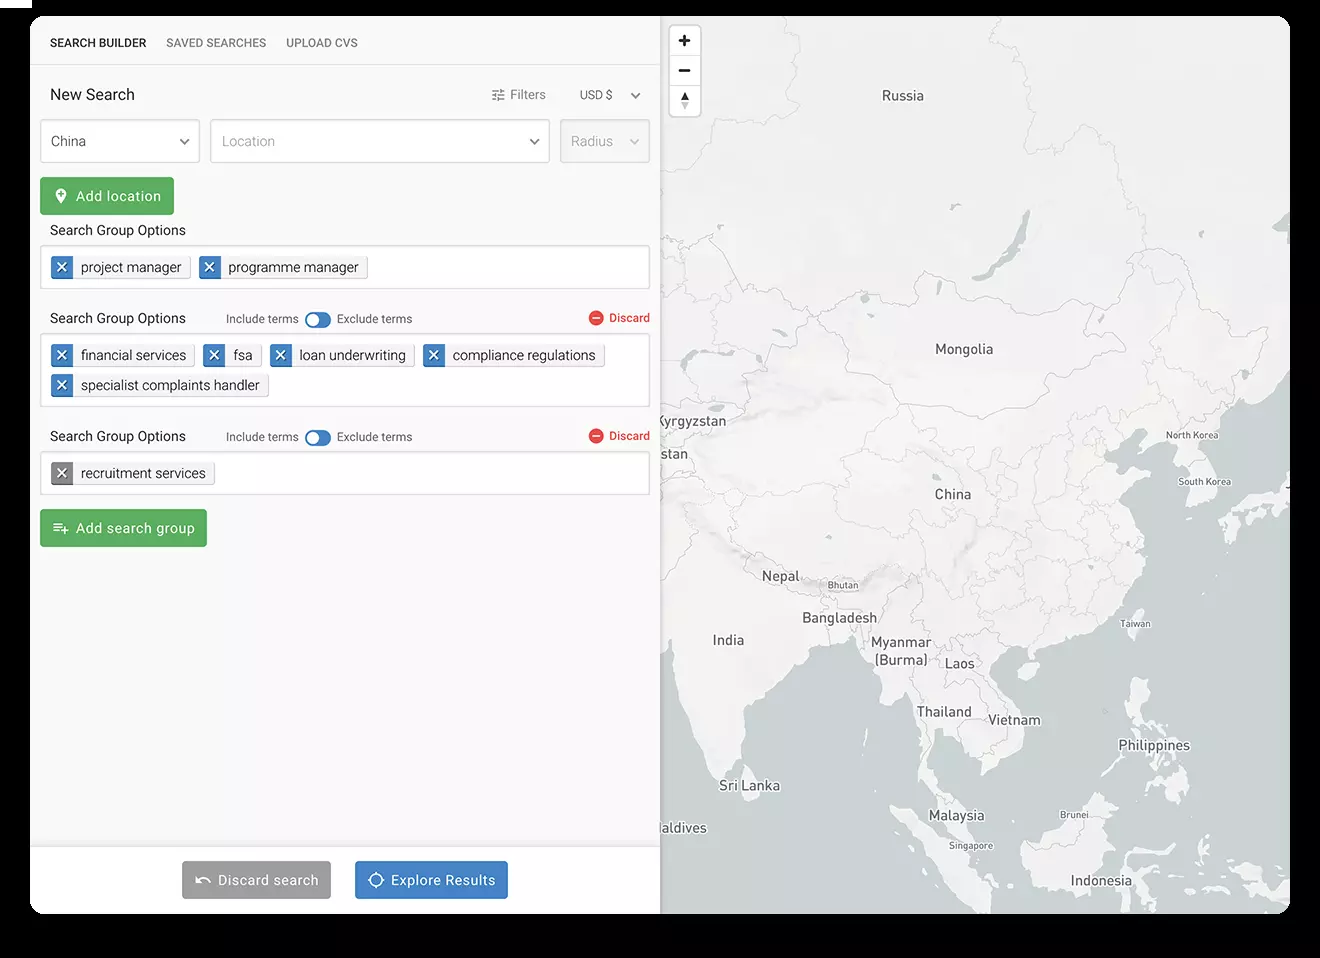 SEARCH BUILDER SAVED SEARCHES UPLOAD CVS
New Search Filters USD $
China Location Radius
Add location
Search Group Options
project manager programme manager
Search Group Options Include terms Exclude terms Discard
financial services fsa loan underwriting compliance regulations
specialist complaints handler
Search Group Options Include terms Exclude terms Discard
recruitment services
Add search group
Discard search Explore Results
Russia
Mongolia
Kyrgyzstan
North Korea
stan
South Korea
China
Nepal
Bhutan
Bangladesh
Taiwan
India
Myanmar
(Burma)
Laos
Thailand
Vietnam
Philippines
Sri Lanka
Malaysia
Brunei
aldives
Singapore
Indonesia